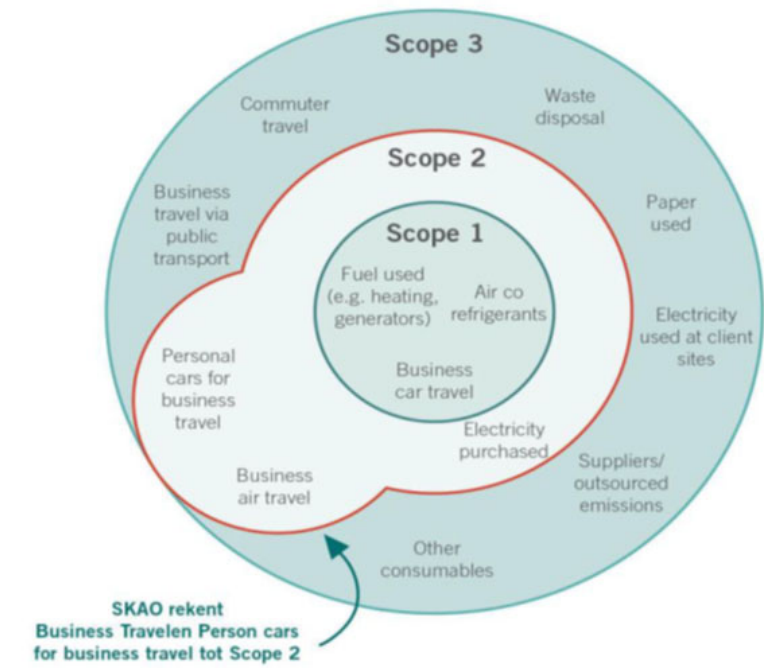 Scope 3
Commuter
travel
Waste
disposal
Scope 2
Business
travel via
public
transport
Paper
used
Scope 1
Fuel used
(e.g. heating,
generators)
Air co
refrigerants
Electricity
used at client
sites
Personal
cars for
business
travel
Business
car travel
Electricity
purchased
Suppliers/
outsourced
emissions
Business
air travel
Other
consumables
SKAO rekent
Business Travelen Person cars
for business travel tot Scope 2